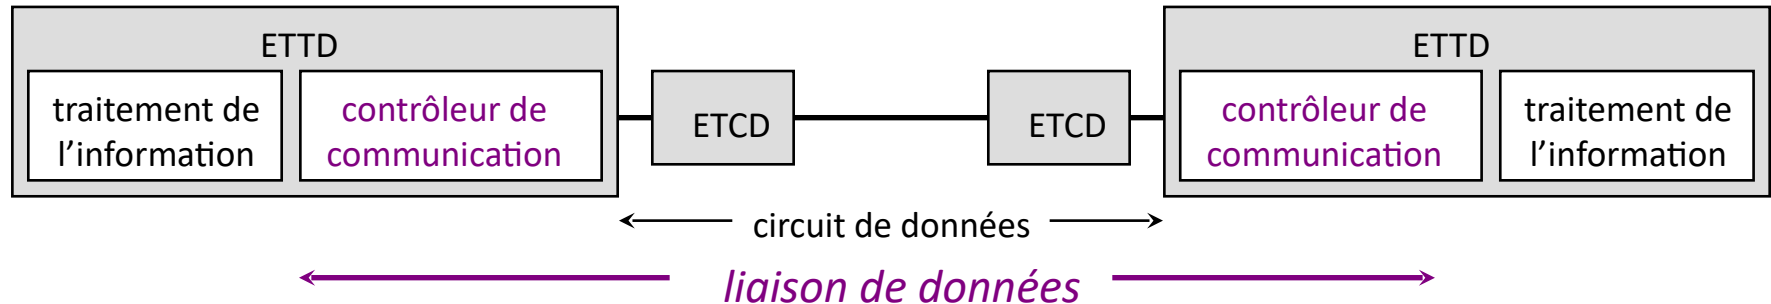 ETTD
traitement de
l’information
contrôleur de
communication
ETCD
ETCD
ETTD
contrôleur de
communication
traitement de
l’information
circuit de données
liaison de données